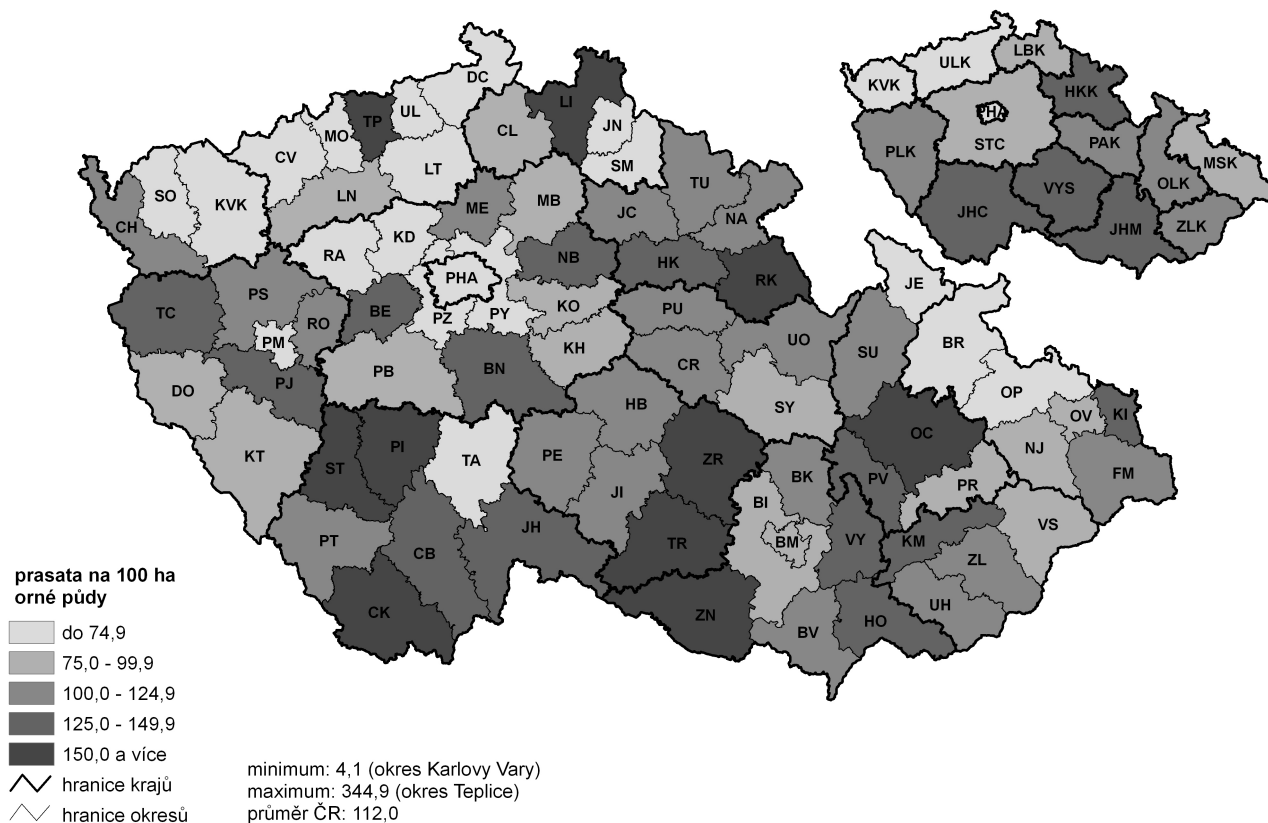 DC
UL
TP
MO
CV
LT
CL
LI
JN
SM
SO
KVK
LN
CH
ME
MB
JC
TU
NA
RA
KD
PHA
NB
HK
RK
TC
PS
RO
BE
PZ
PY
KO
PU
UO
PM
PJ
DO
PB
BN
KH
CR
SY
KT
ST
PI
TA
PE
HB
JI
ZR
TR
PT
CB
JH
CK
ZN
BK
BI
BM
VY
BV
HO
JE
SU
BR
OP
OC
OV
KI
NJ
FM
PV
PR
VS
KM
ZL
UH
KVK
ULK
LBK
HKK
PHA
STC
PLK
PAK
JHC
VYS
JHM
OLK
MSK
ZLK
prasata na 100 ha
orné půdy
do 74,9
75,0 - 99,9
100,0 - 124,9
125,0 - 149,9
150,0 a více
hranice krajů
hranice okresů
minimum: 4,1 (okres Karlovy Vary)
maximum: 344,9 (okres Teplice)
průměr ČR: 112,0